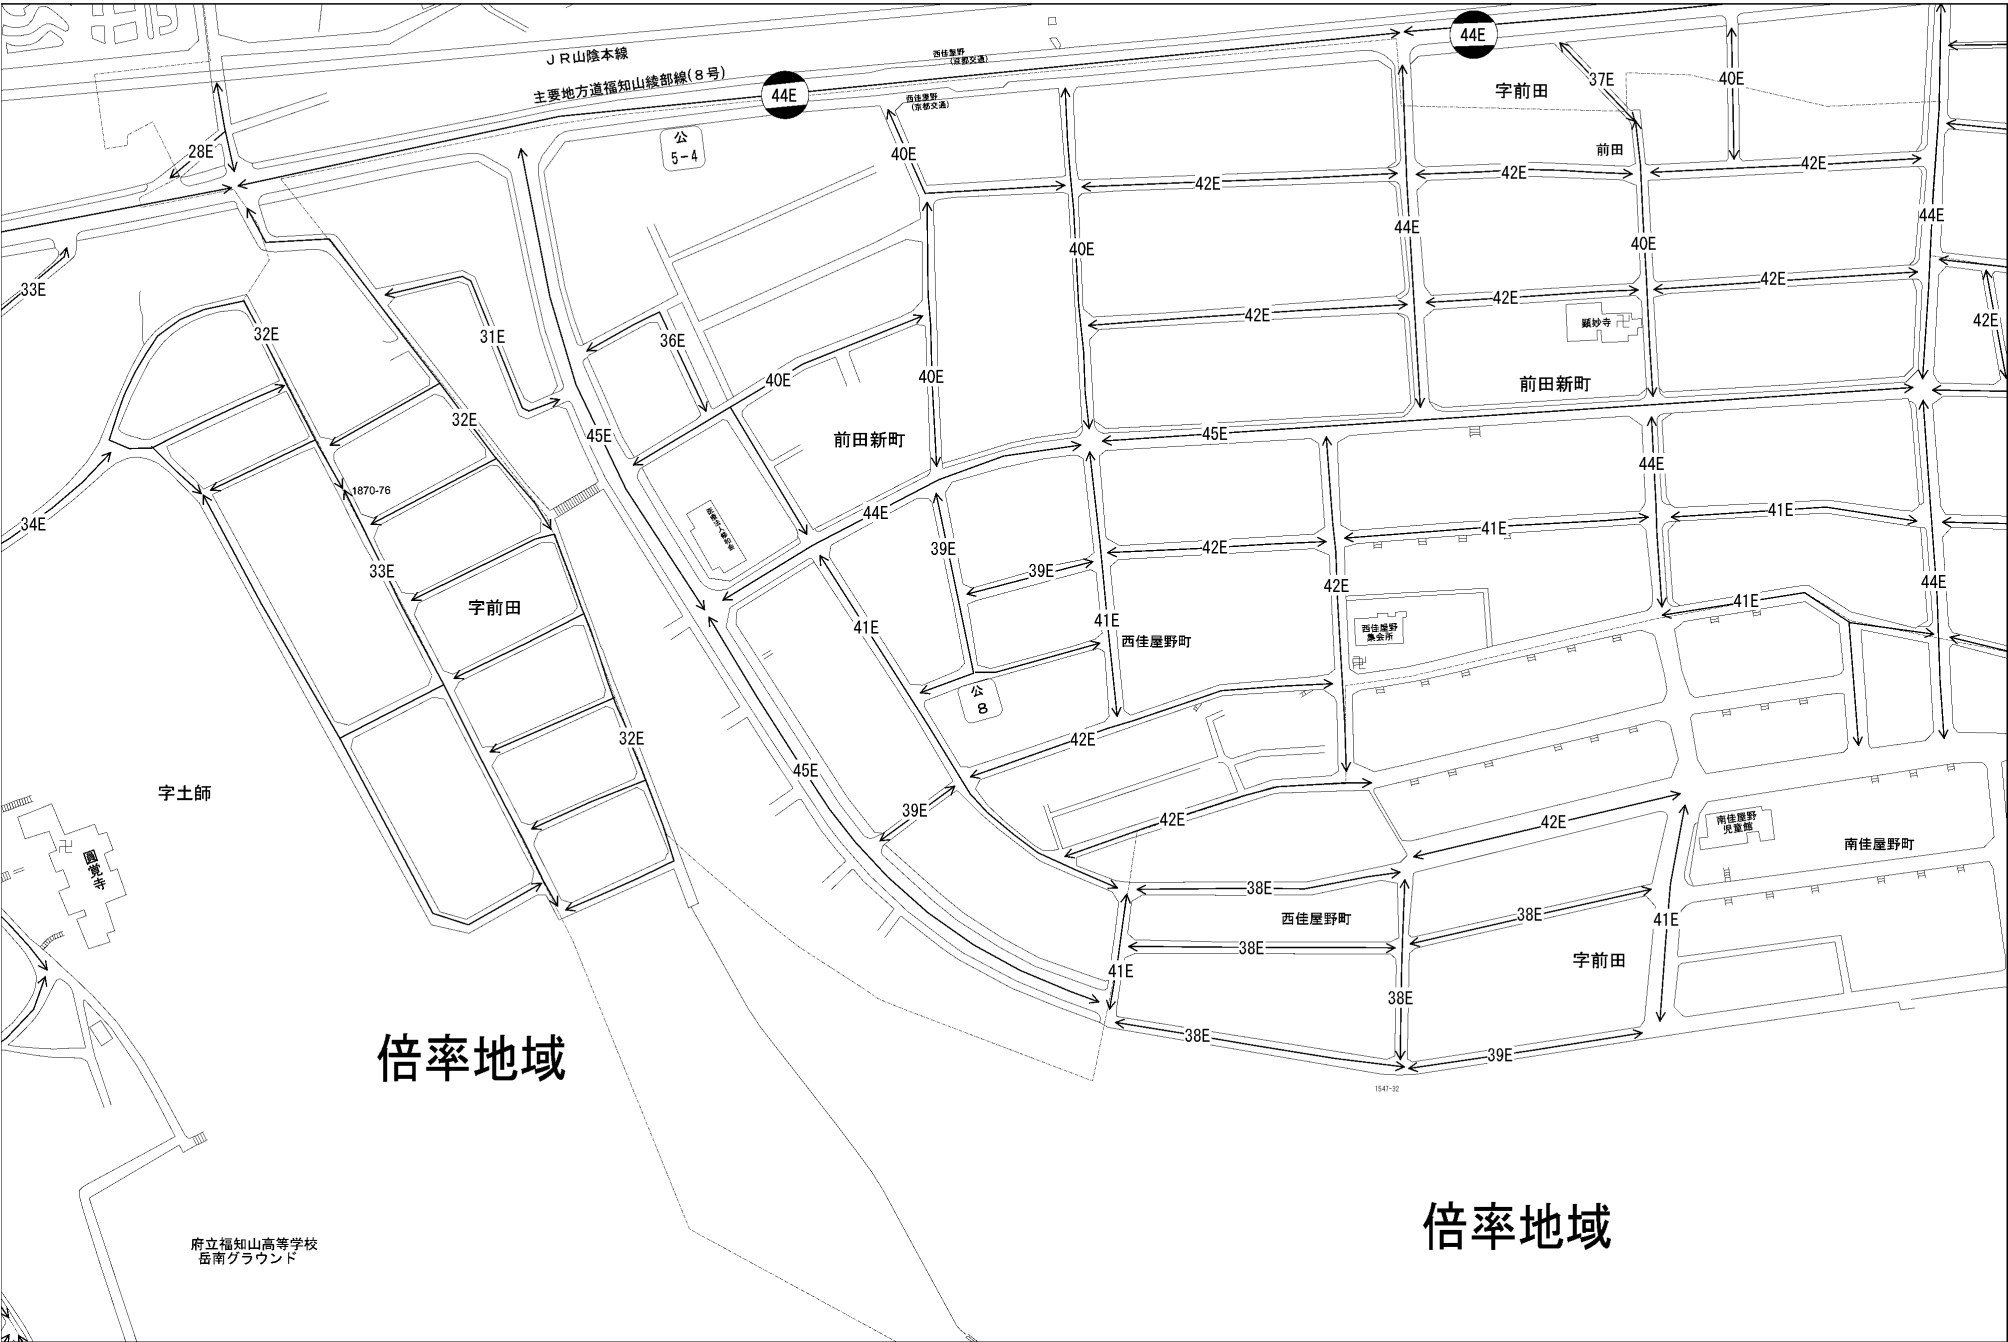 44E
ＪＲ山陰本線
西佳屋野
(京都交通)
主要地方道福知山綾部線(８号)
44E
西佳屋野
(京都交通)
37E
40E
字前田
公
5-4
28E
40E
前田
42E
42E
42E
44E
44E
40E
40E
33E
42E
42E
42E
42E
顕妙寺
32E
31E
36E
40E
40E
前田新町
32E
45E
前田新町
45E
44E
1870-76
34E
44E
41E
41E
39E
42E
33E
39E
42E
44E
字前田
41E
41E
41E
西佳屋野
集会所
西佳屋野町
公
8
32E
42E
45E
字土師
39E
42E
42E
南佳屋野
児童館
南佳屋野町
圓覚寺
38E
西佳屋野町
38E
41E
38E
字前田
41E
38E
38E
39E
倍率地域
1547-32
倍率地域
府立福知山高等学校
岳南グラウンド